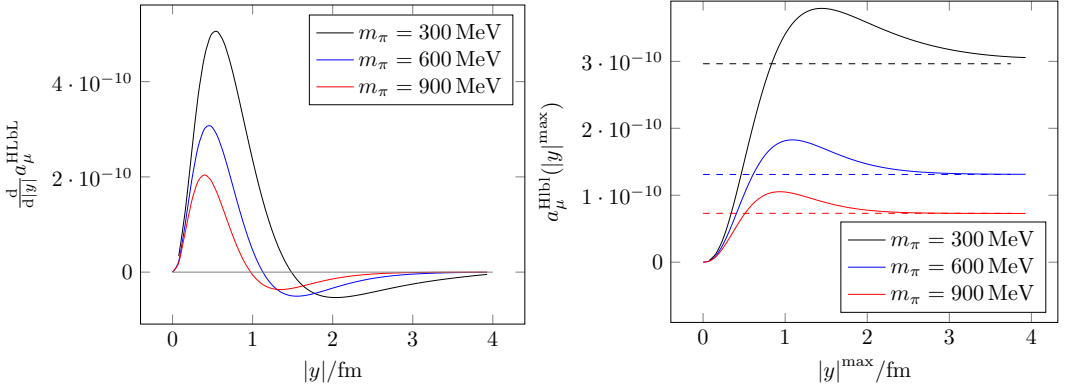 m_π = 300 MeV
m_π = 600 MeV
m_π = 900 MeV
4·10⁻¹⁰
2·10⁻¹⁰
0
d/d|y| a_μ^HLbL
0 1 2 3 4
|y|/fm
3·10⁻¹⁰
2·10⁻¹⁰
1·10⁻¹⁰
0
a_μ^Hlbl(|y|^max)
m_π = 300 MeV
m_π = 600 MeV
m_π = 900 MeV
0 1 2 3 4
|y|^max/fm